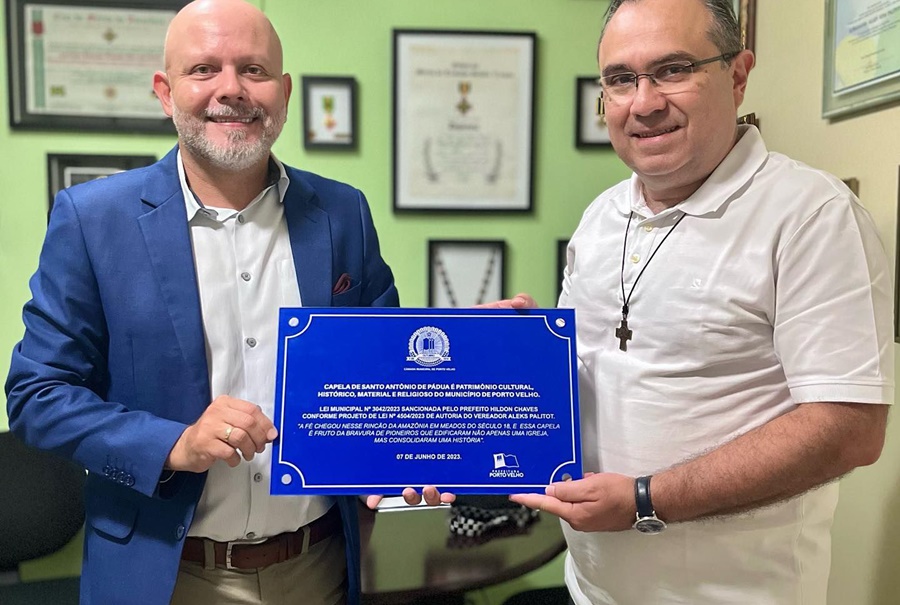 CÂMARA MUNICIPAL DE PORTO VELHO
CAPELA DE SANTO ANTÔNIO DE PÁDUA É PATRIMÔNIO CULTURAL,
HISTÓRICO, MATERIAL E RELIGIOSO DO MUNICÍPIO DE PORTO VELHO.
LEI MUNICIPAL Nº 3042/2023 SANCIONADA PELO PREFEITO HILDON CHAVES
CONFORME PROJETO DE LEI Nº 4504/2023 DE AUTORIA DO VEREADOR ALEKS PALITOT.
"A FÉ CHEGOU NESSE RINCÃO DA AMAZÔNIA EM MEADOS DO SÉCULO 18, E ESSA CAPELA
É FRUTO DA BRAVURA DE PIONEIROS QUE EDIFICARAM NÃO APENAS UMA IGREJA,
MAS CONSOLIDARAM UMA HISTÓRIA".
07 DE JUNHO DE 2023.
PREFEITURA
PORTO VELHO